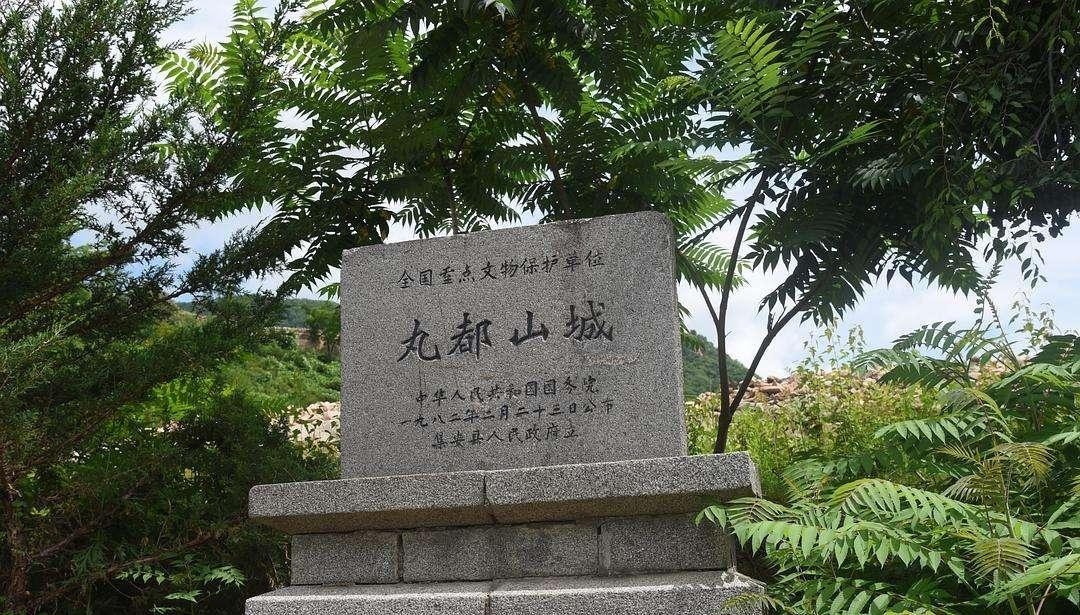 全国重点文物保护单位
丸都山城
中华人民共和国国务院
一九八二年二月二十三日公布
集安县人民政府立